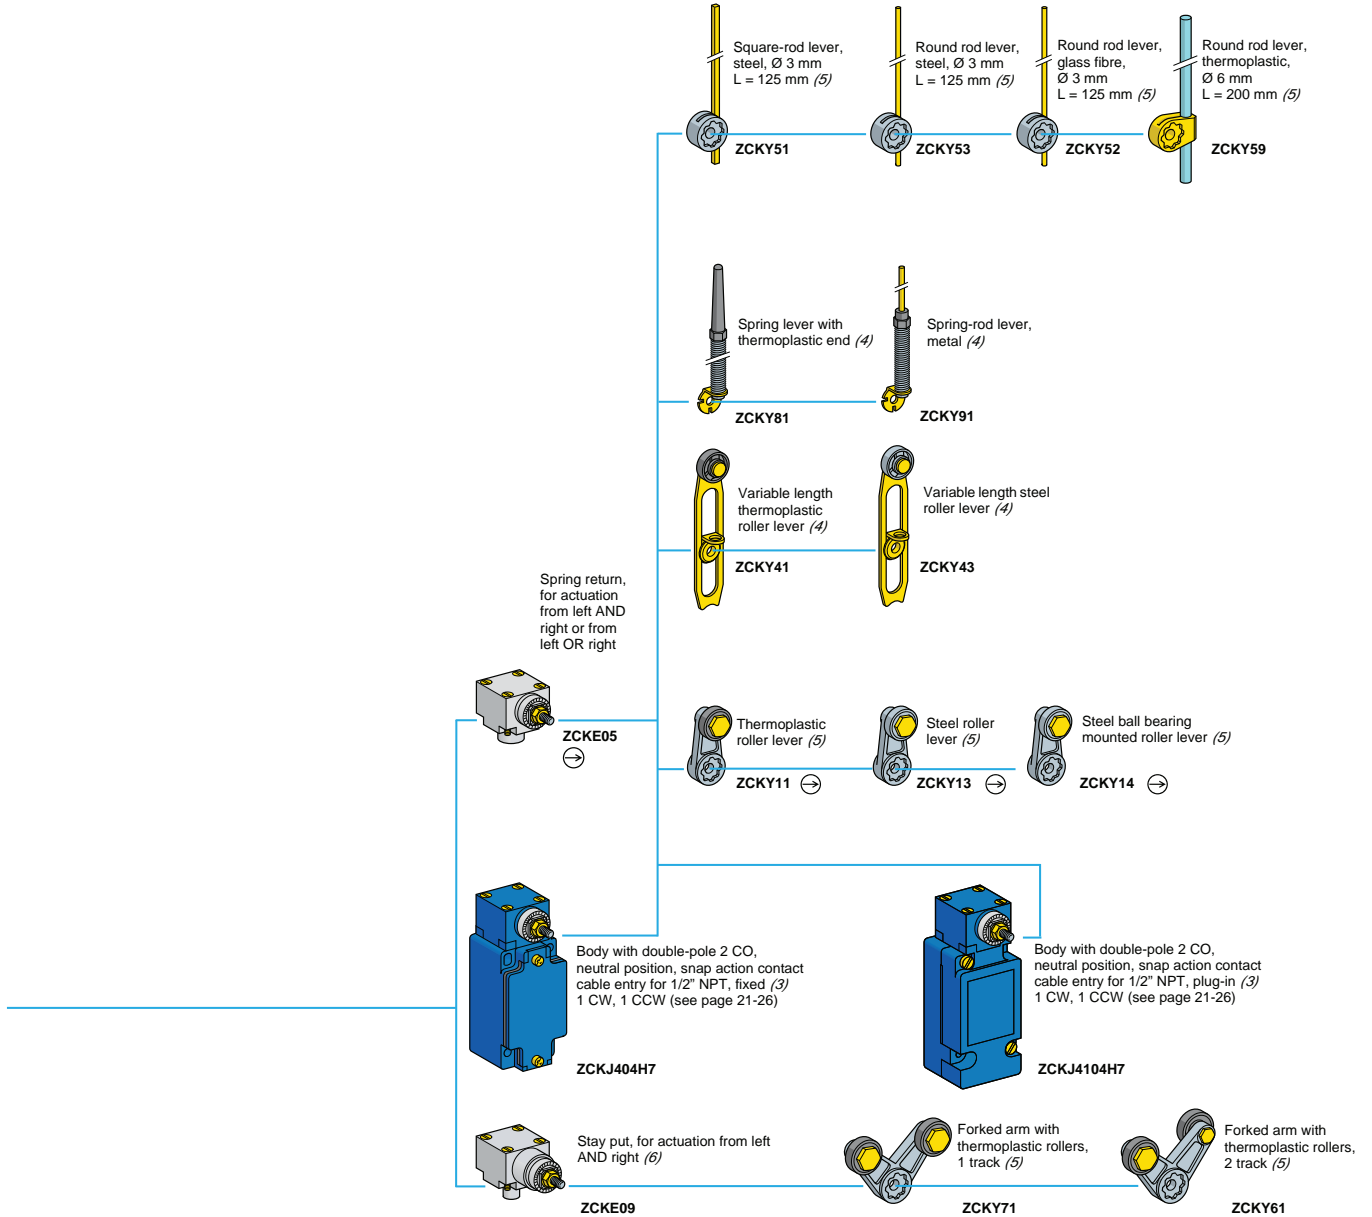 Square-rod lever,
steel, Ø 3 mm
L = 125 mm (5)
ZCKY51
Round rod lever,
steel, Ø 3 mm
L = 125 mm (5)
ZCKY53
Round rod lever,
glass fibre,
Ø 3 mm
L = 125 mm (5)
ZCKY52
Round rod lever,
thermoplastic,
Ø 6 mm
L = 200 mm (5)
ZCKY59
Spring lever with
thermoplastic end (4)
ZCKY81
Spring-rod lever,
metal (4)
ZCKY91
Variable length
thermoplastic
roller lever (4)
ZCKY41
Variable length steel
roller lever (4)
ZCKY43
Spring return,
for actuation
from left AND
right or from
left OR right
ZCKE05
Thermoplastic
roller lever (5)
ZCKY11
Steel roller
lever (5)
ZCKY13
Steel ball bearing
mounted roller lever (5)
ZCKY14
Body with double-pole 2 CO,
neutral position, snap action contact
cable entry for 1/2” NPT, fixed (3)
1 CW, 1 CCW (see page 21-26)
ZCKJ404H7
Body with double-pole 2 CO,
neutral position, snap action contact
cable entry for 1/2” NPT, plug-in (3)
1 CW, 1 CCW (see page 21-26)
ZCKJ4104H7
Stay put, for actuation from left
AND right (6)
ZCKE09
Forked arm with
thermoplastic rollers,
1 track (5)
ZCKY71
Forked arm with
thermoplastic rollers,
2 track (5)
ZCKY61